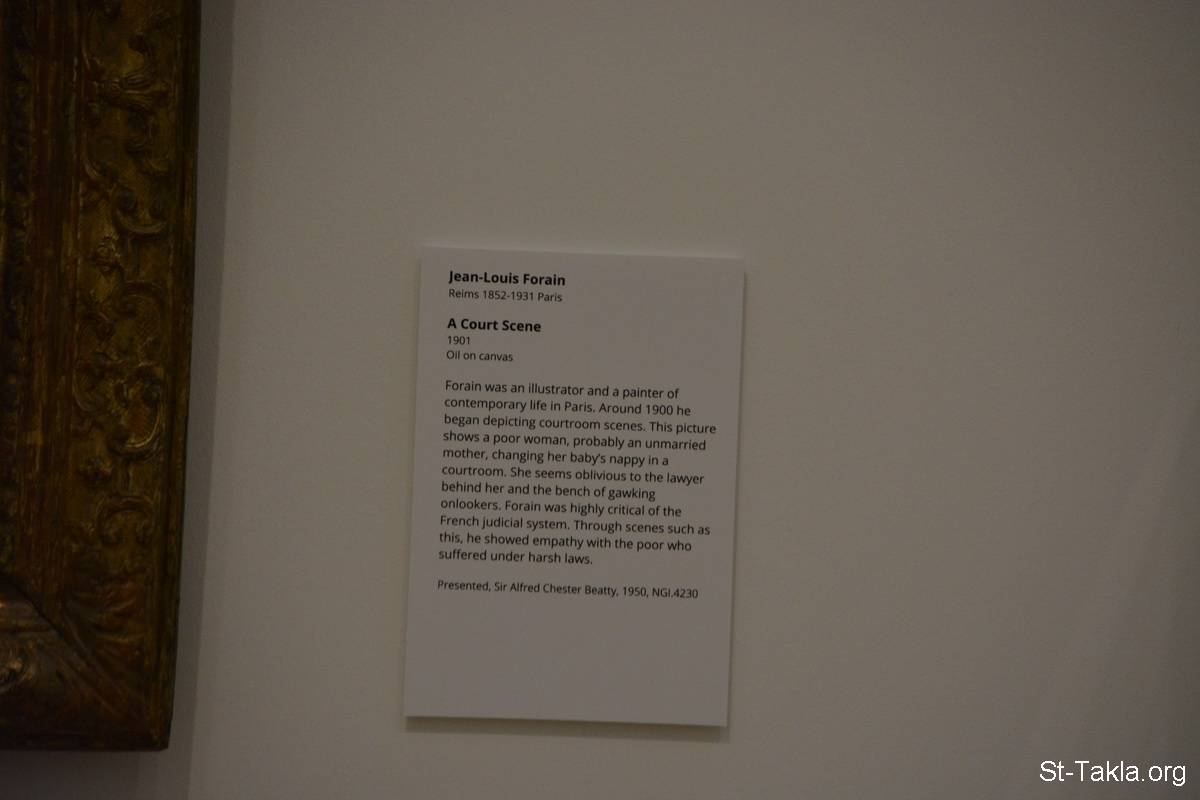 Jean-Louis Forain
Reims 1852-1931 Paris
A Court Scene
1901
Oil on canvas
Forain was an illustrator and a painter of
contemporary life in Paris. Around 1900 he
began depicting courtroom scenes. This picture
shows a poor woman, probably an unmarried
mother, changing her baby's nappy in a
courtroom. She seems oblivious to the lawyer
behind her and the bench of gawking
onlookers. Forain was highly critical of the
French judicial system. Through scenes such as
this, he showed empathy with the poor who
suffered under harsh laws.
Presented, Sir Alfred Chester Beatty, 1950, NGI.4230
St-Takla.org